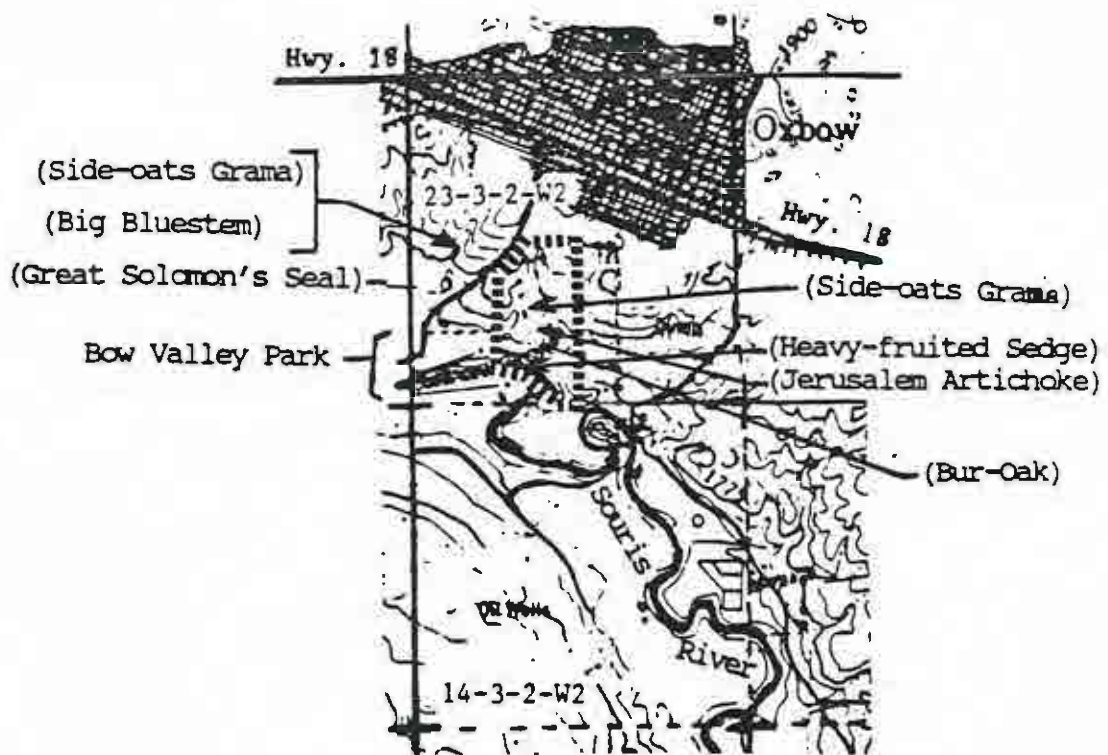 Hwy. 18
1900
Oxbow
(Side-oats Grama)
23-3-2-W2
(Big Bluestem)
Hwy. 18
(Great Solomon's Seal)
(Side-oats Grama)
Bow Valley Park
(Heavy-fruited Sedge)
(Jerusalem Artichoke)
(Bur-Oak)
Souris
River
14-3-2-W2